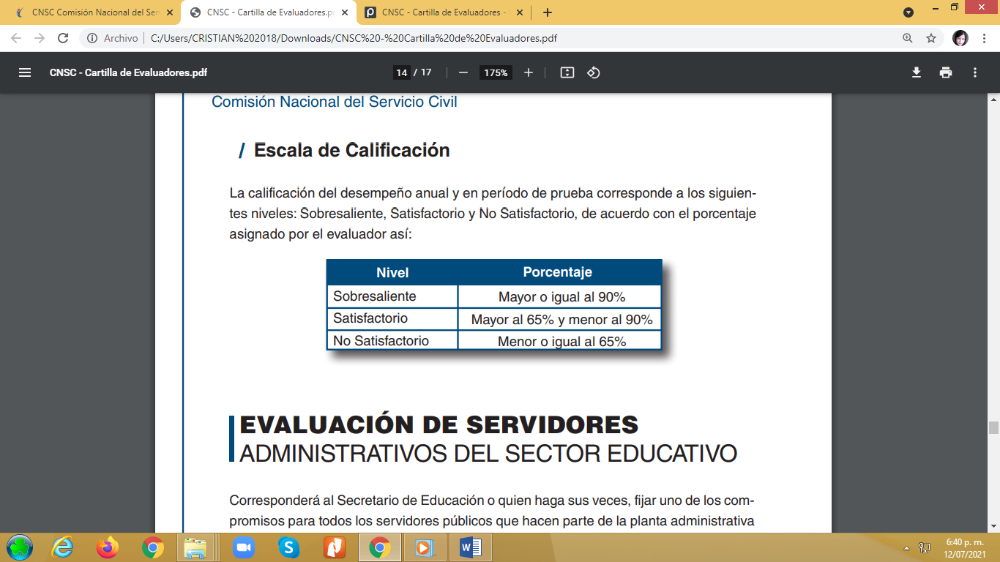 CNSC Comisión Nacional del Ser
CNSC - Cartilla de Evaluadores.pd
CNSC - Cartilla de Evaluadores -
Archivo
C:/Users/CRISTIAN%202018/Downloads/CNSC%20-%20Cartilla%20de%20Evaluadores.pdf
CNSC - Cartilla de Evaluadores.pdf
14 / 17
175%
Comisión Nacional del Servicio Civil
/ Escala de Calificación
La calificación del desempeño anual y en período de prueba corresponde a los siguien-
tes niveles: Sobresaliente, Satisfactorio y No Satisfactorio, de acuerdo con el porcentaje
asignado por el evaluador así:
Nivel Porcentaje
Sobresaliente Mayor o igual al 90%
Satisfactorio Mayor al 65% y menor al 90%
No Satisfactorio Menor o igual al 65%
EVALUACIÓN DE SERVIDORES
ADMINISTRATIVOS DEL SECTOR EDUCATIVO
Corresponderá al Secretario de Educación o quien haga sus veces, fijar uno de los com-
promisos para todos los servidores públicos que hacen parte de la planta administrativa
6:40 p. m.
12/07/2021